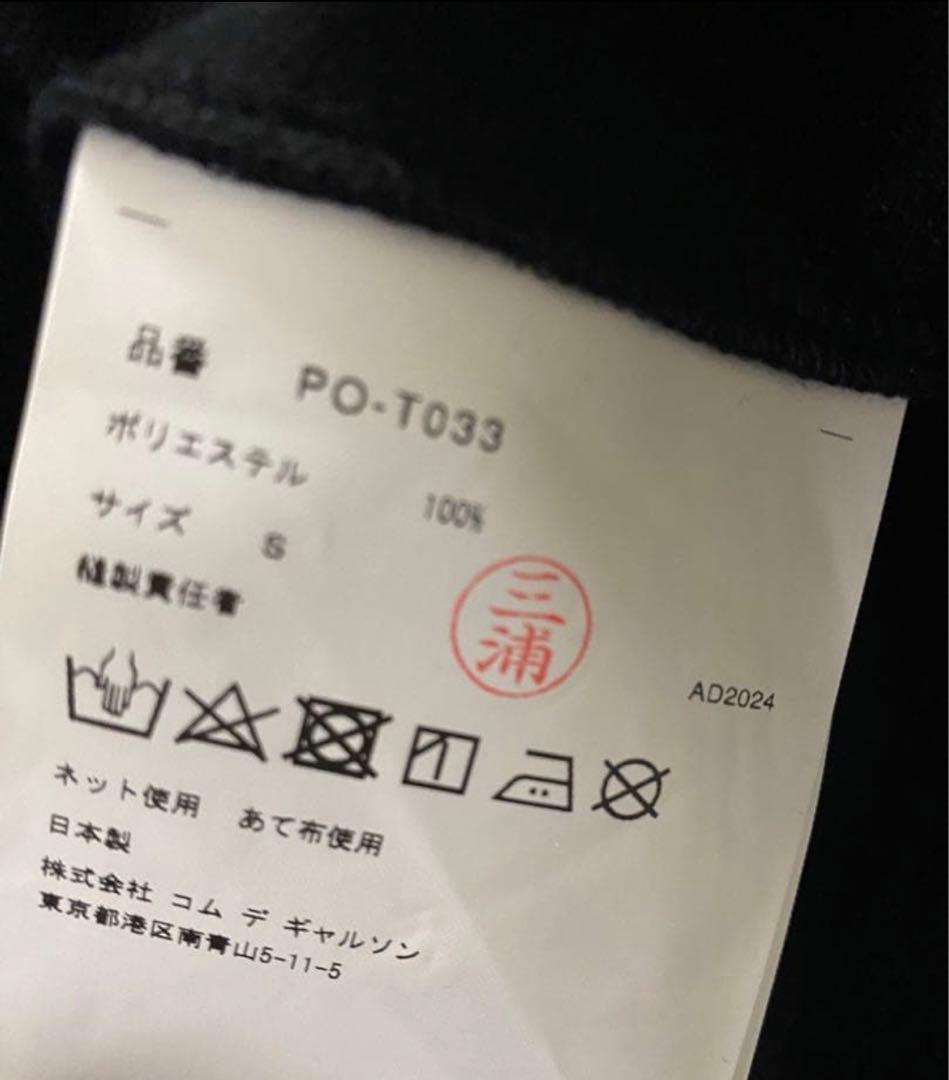 品番 PO-T033
ポリエステル 100%
サイズ S
縫製責任者
三浦
AD2024
ネット使用 あて布使用
日本製
株式会社 コム デ ギャルソン
東京都港区南青山5-11-5